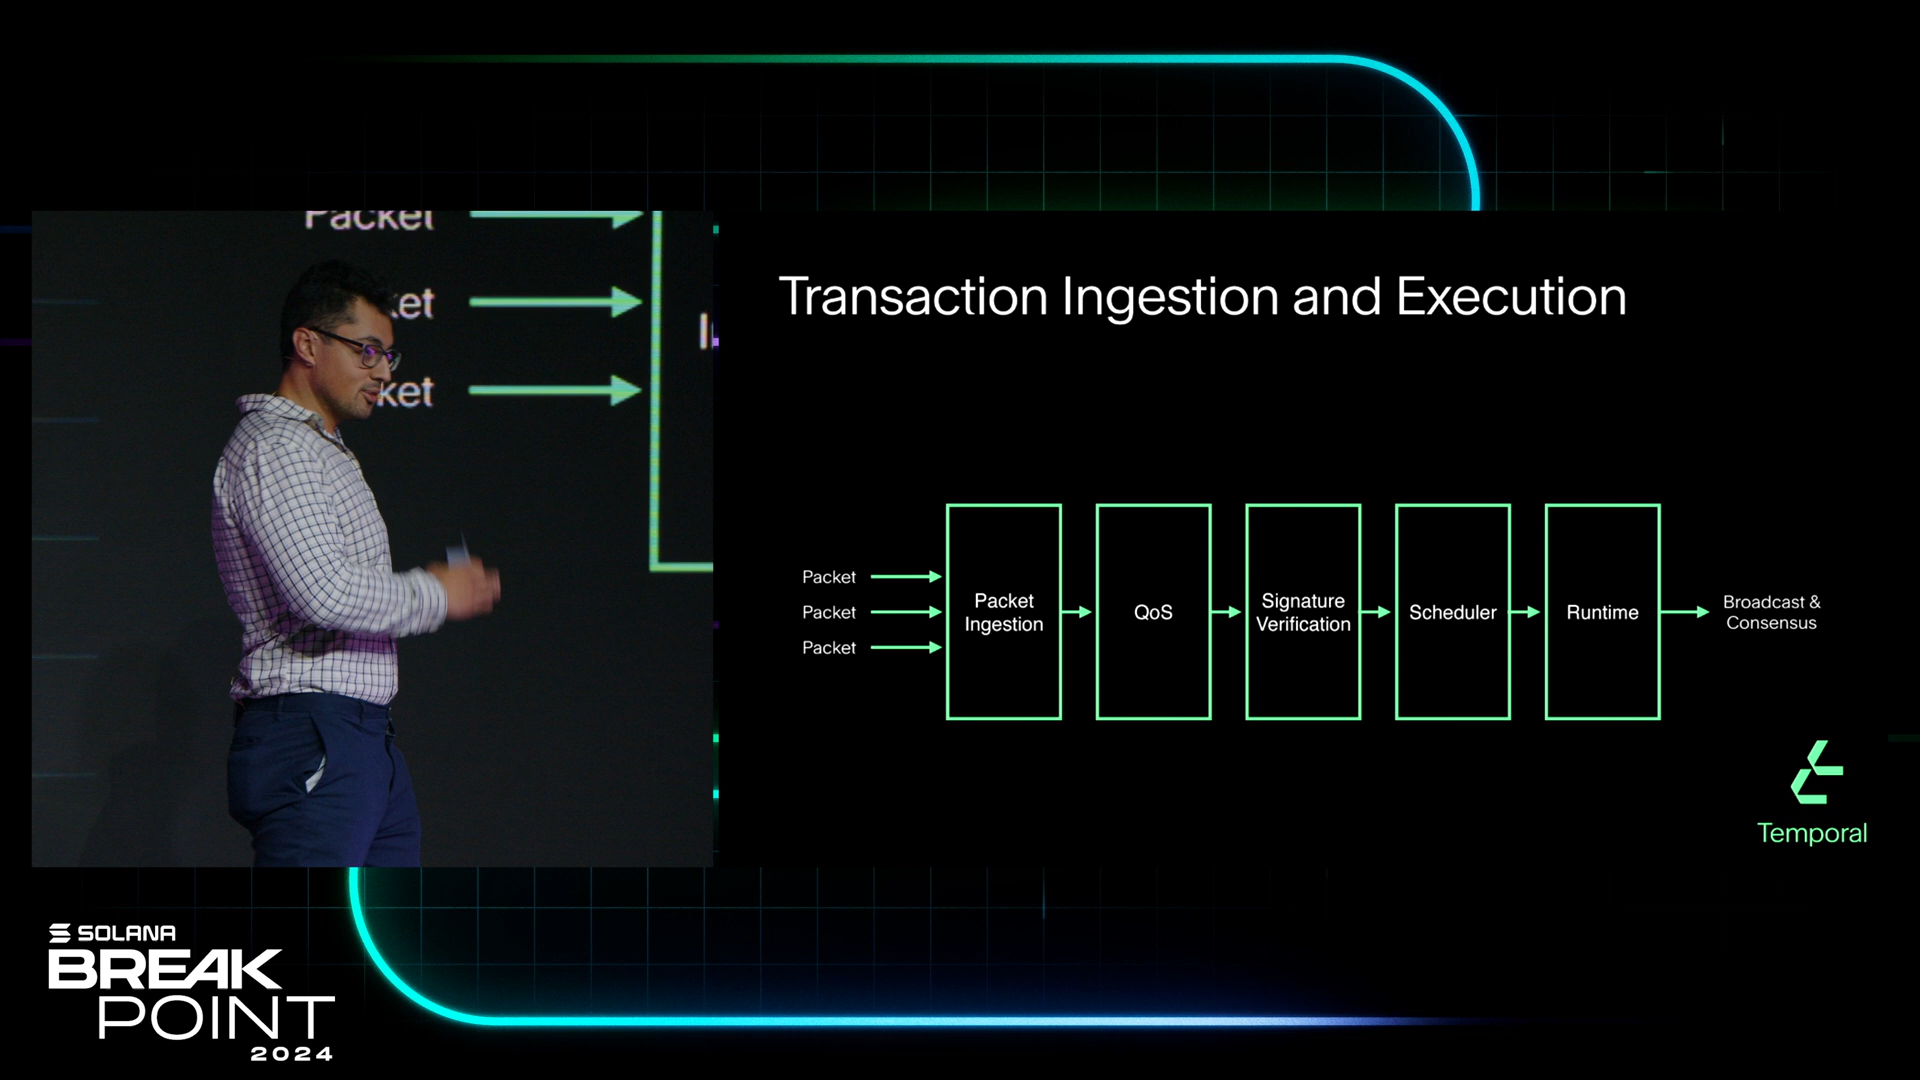 Packet
ket
ket
Transaction Ingestion and Execution
Packet
Packet
Packet
Packet
Ingestion
QoS
Signature
Verification
Scheduler
Runtime
Broadcast &
Consensus
Temporal
SOLANA
BREAK
POINT
2024